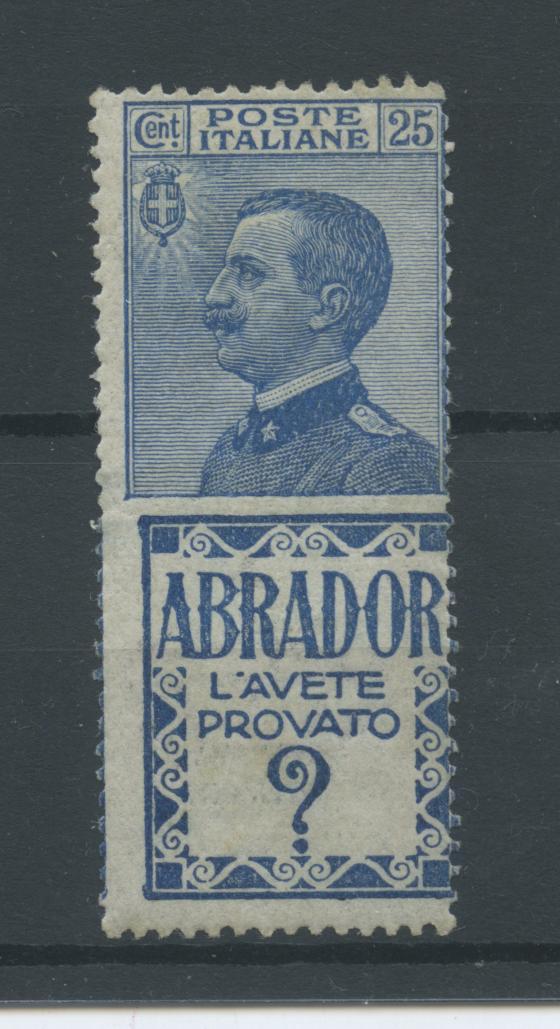 Cent. POSTE ITALIANE 25
ABRADOR
L'AVETE
PROVATO
?